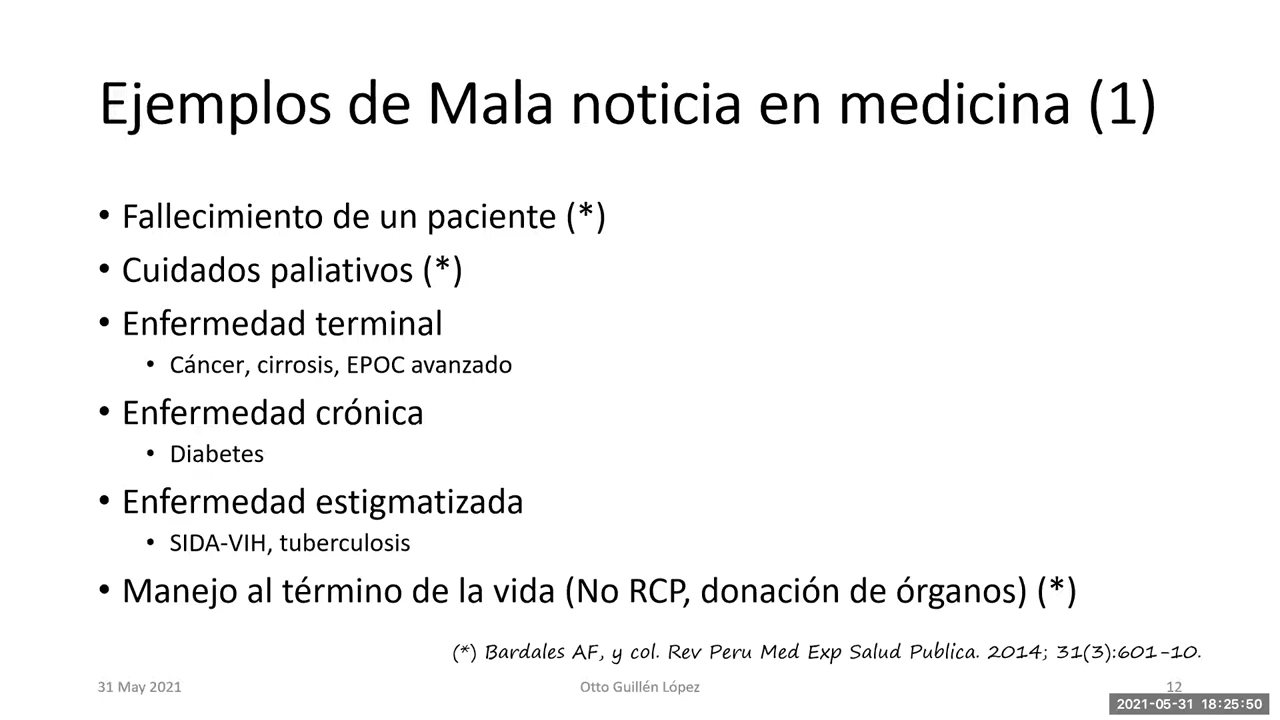 Ejemplos de Mala noticia en medicina (1)
• Fallecimiento de un paciente (*)
• Cuidados paliativos (*)
• Enfermedad terminal
• Cáncer, cirrosis, EPOC avanzado
• Enfermedad crónica
• Diabetes
• Enfermedad estigmatizada
• SIDA-VIH, tuberculosis
• Manejo al término de la vida (No RCP, donación de órganos) (*)
(*) Bardales AF, y col. Rev Peru Med Exp Salud Publica. 2014; 31(3):601-10.
31 May 2021 Otto Guillén López 12
2021-05-31 18:25:50